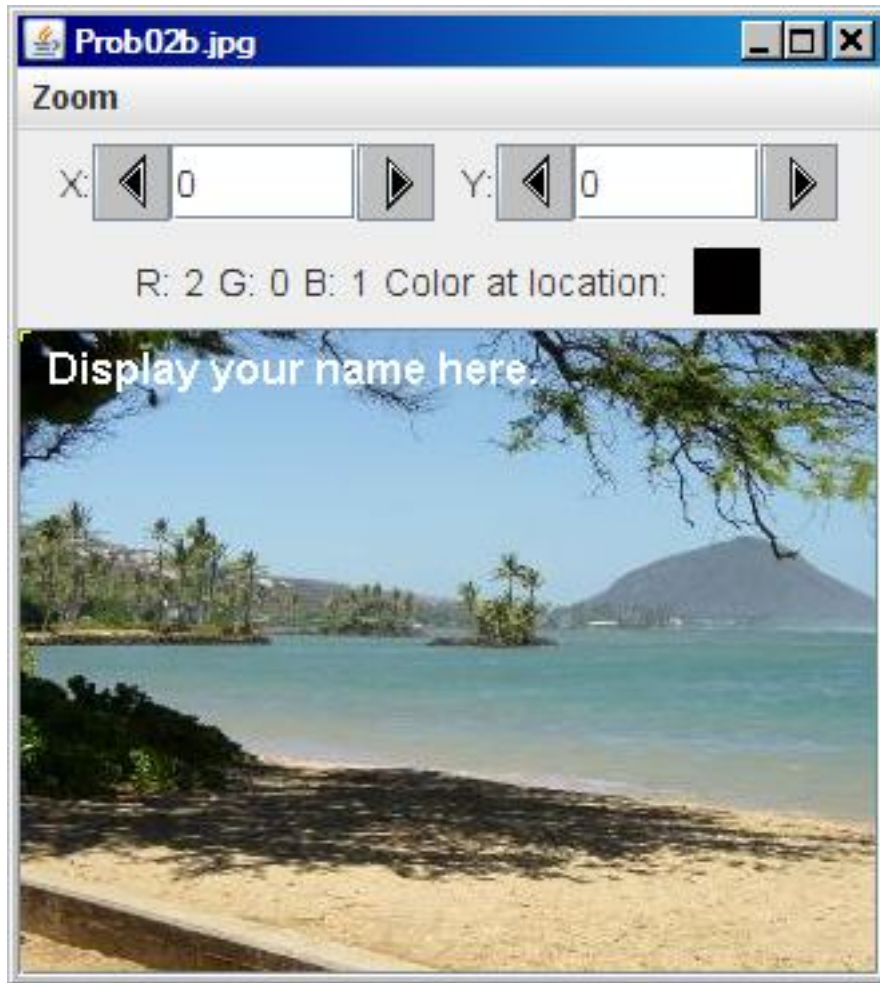 Prob02b.jpg
Zoom
X: 0 Y: 0
R: 2 G: 0 B: 1 Color at location:
Display your name here.